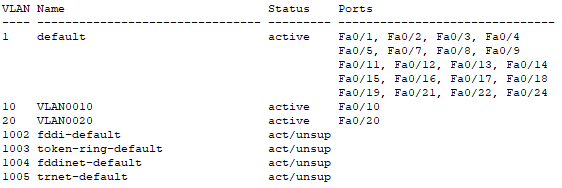 VLAN Name                             Status    Ports
---- -------------------------------- --------- -------------------------------
1    default                          active    Fa0/1, Fa0/2, Fa0/3, Fa0/4
                                                Fa0/5, Fa0/7, Fa0/8, Fa0/9
                                                Fa0/11, Fa0/12, Fa0/13, Fa0/14
                                                Fa0/15, Fa0/16, Fa0/17, Fa0/18
                                                Fa0/19, Fa0/21, Fa0/22, Fa0/24
10   VLAN0010                         active    Fa0/10
20   VLAN0020                         active    Fa0/20
1002 fddi-default                     act/unsup
1003 token-ring-default               act/unsup
1004 fddinet-default                  act/unsup
1005 trnet-default                    act/unsup